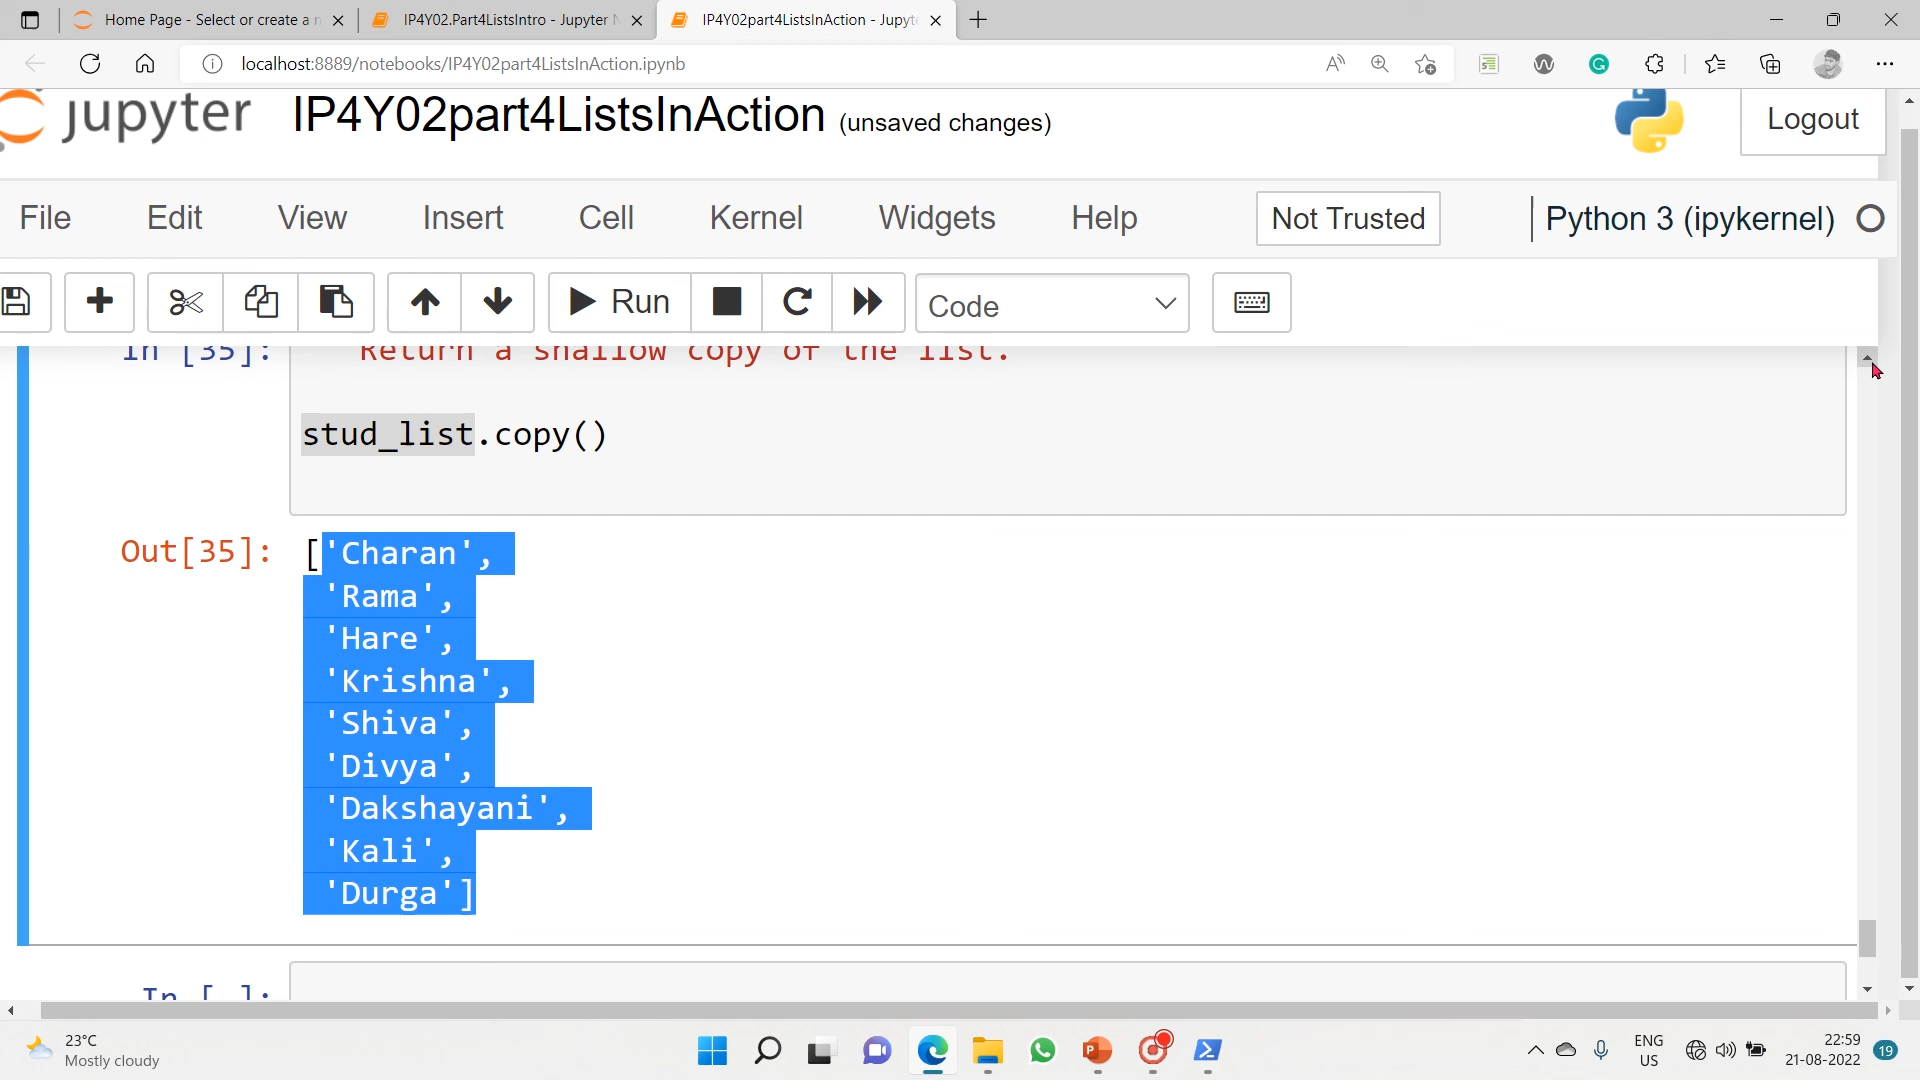 Home Page - Select or create a n
IP4Y02.Part4ListsIntro - Jupyter N
IP4Y02part4ListsInAction - Jupyte
localhost:8889/notebooks/IP4Y02part4ListsInAction.ipynb
jupyter IP4Y02part4ListsInAction (unsaved changes)
Logout
File Edit View Insert Cell Kernel Widgets Help Not Trusted Python 3 (ipykernel)
Run Code
In [35]: Return a shallow copy of the list.
stud_list.copy()
Out[35]: ['Charan',
'Rama',
'Hare',
'Krishna',
'Shiva',
'Divya',
'Dakshayani',
'Kali',
'Durga']
In [ ]:
23°C
Mostly cloudy
ENG
US
22:59
21-08-2022
19